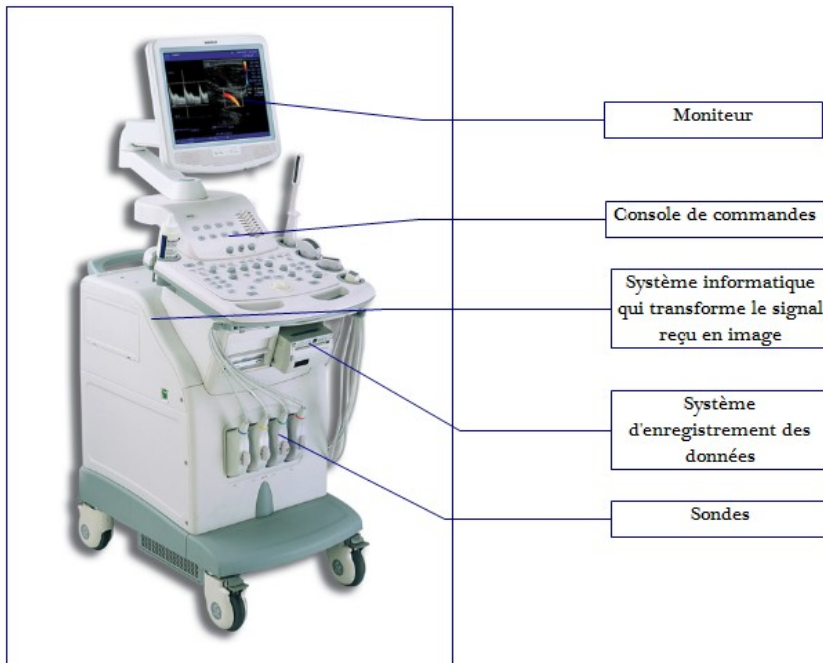 Moniteur
Console de commandes
Système informatique
qui transforme le signal
reçu en image
Système
d'enregistrement des
données
Sondes